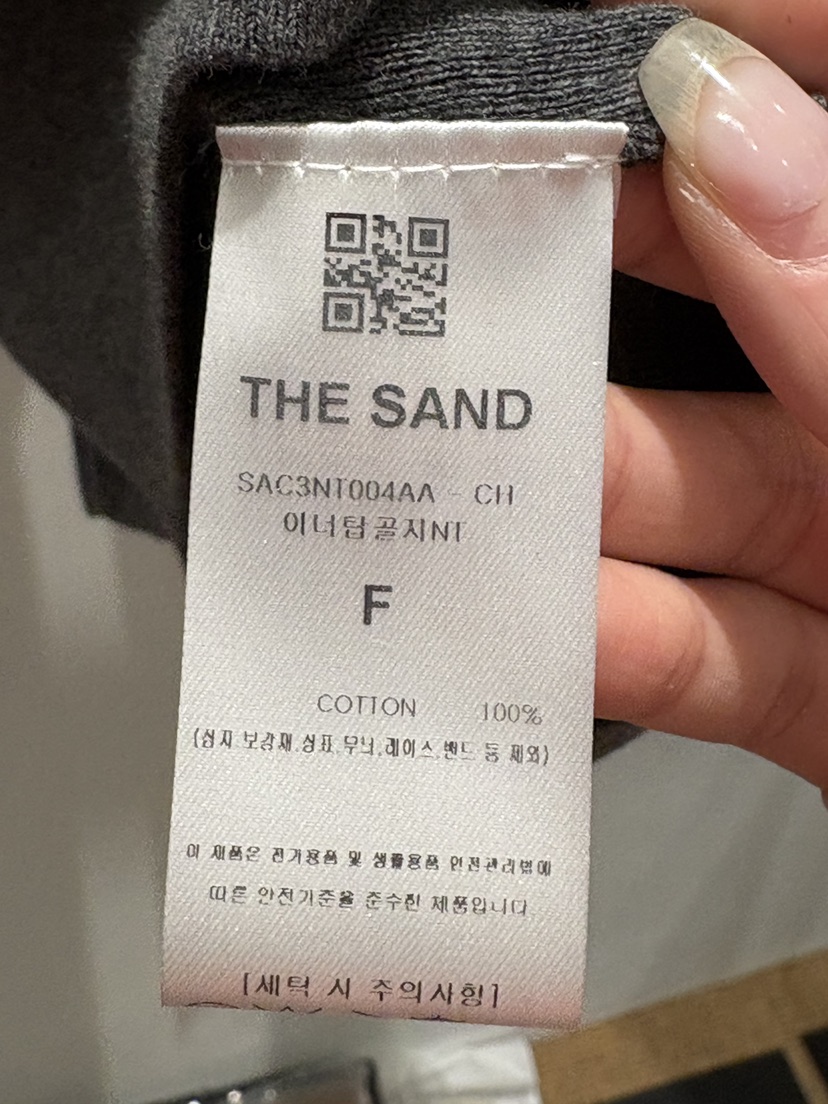 THE SAND
SAC3NT004AA - CH
이너탑골지NT
F
COTTON 100%
(심지,보강재,상표,무늬,레이스,밴드 등 제외)
이 제품은 전기용품 및 생활용품 안전관리법에
따른 안전기준을 준수한 제품입니다
[세탁 시 주의사항]